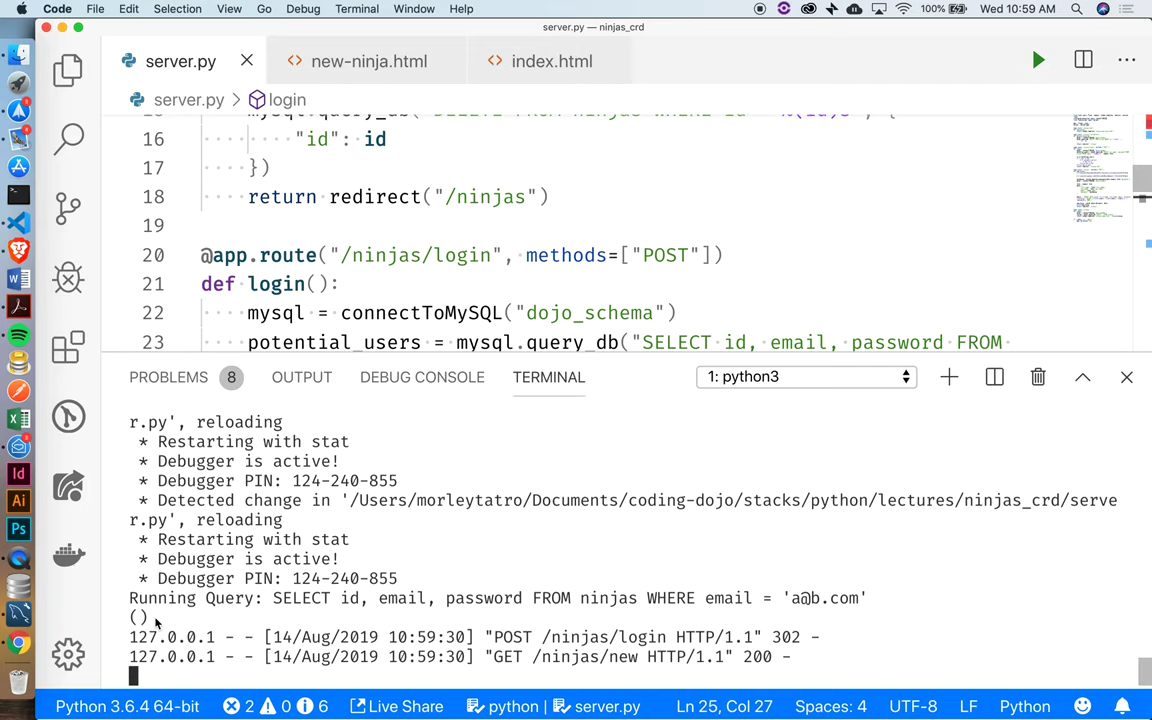 Code File Edit Selection View Go Debug Terminal Window Help 100% Wed 10:59 AM
server.py — ninjas_crd
server.py new-ninja.html index.html
server.py login
16 "id": id
17 })
18 return redirect("/ninjas")
19
20 @app.route("/ninjas/login", methods=["POST"])
21 def login():
22 mysql = connectToMySQL("dojo_schema")
23 potential_users = mysql.query_db("SELECT id, email, password FROM
PROBLEMS 8 OUTPUT DEBUG CONSOLE TERMINAL 1: python3
r.py', reloading
* Restarting with stat
* Debugger is active!
* Debugger PIN: 124-240-855
* Detected change in '/Users/morleytatro/Documents/coding-dojo/stacks/python/lectures/ninjas_crd/serve
r.py', reloading
* Restarting with stat
* Debugger is active!
* Debugger PIN: 124-240-855
Running Query: SELECT id, email, password FROM ninjas WHERE email = 'a@b.com'
()
127.0.0.1 - - [14/Aug/2019 10:59:30] "POST /ninjas/login HTTP/1.1" 302 -
127.0.0.1 - - [14/Aug/2019 10:59:30] "GET /ninjas/new HTTP/1.1" 200 -
Python 3.6.4 64-bit 2 0 6 Live Share python | server.py Ln 25, Col 27 Spaces: 4 UTF-8 LF Python